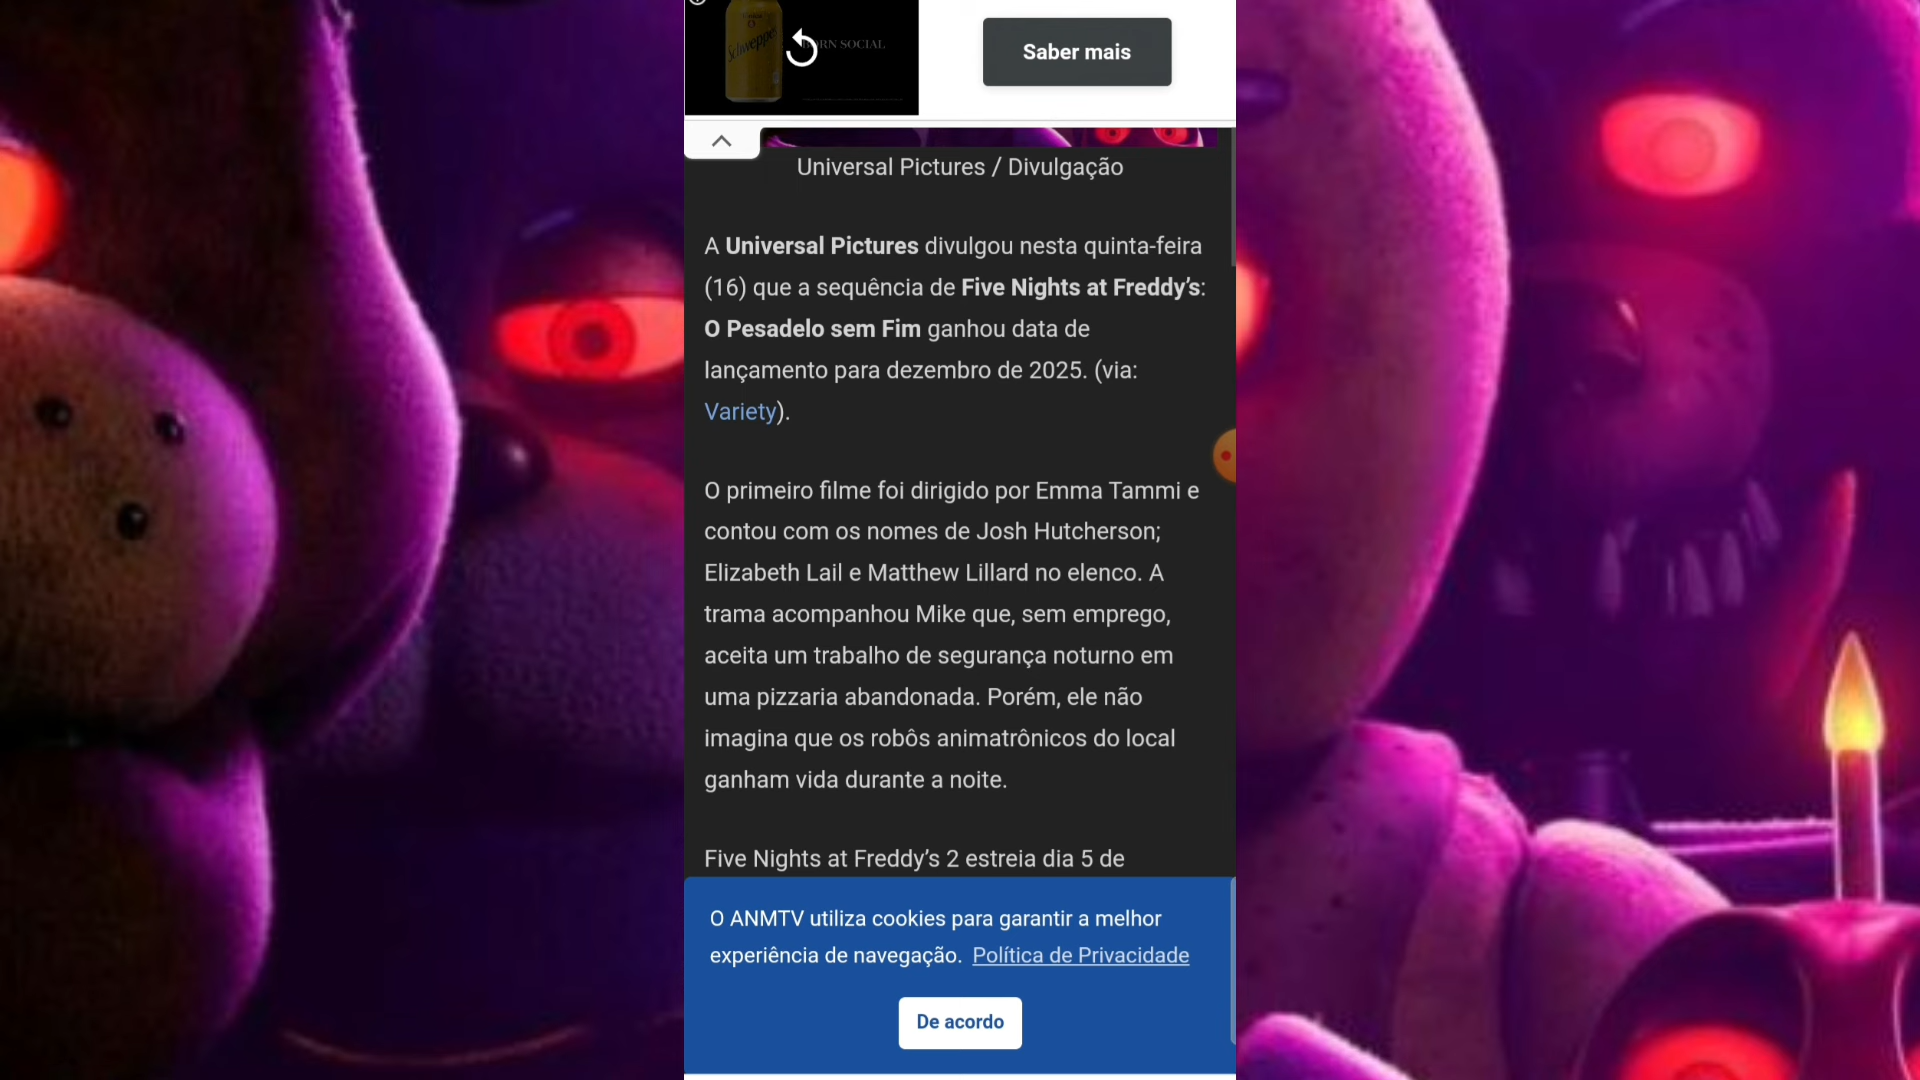 Schweppes
BORN SOCIAL
Saber mais
Universal Pictures / Divulgação
A Universal Pictures divulgou nesta quinta-feira
(16) que a sequência de Five Nights at Freddy’s:
O Pesadelo sem Fim ganhou data de
lançamento para dezembro de 2025. (via:
Variety).
O primeiro filme foi dirigido por Emma Tammi e
contou com os nomes de Josh Hutcherson;
Elizabeth Lail e Matthew Lillard no elenco. A
trama acompanhou Mike que, sem emprego,
aceita um trabalho de segurança noturno em
uma pizzaria abandonada. Porém, ele não
imagina que os robôs animatrônicos do local
ganham vida durante a noite.
Five Nights at Freddy’s 2 estreia dia 5 de
O ANMTV utiliza cookies para garantir a melhor
experiência de navegação. Política de Privacidade
De acordo